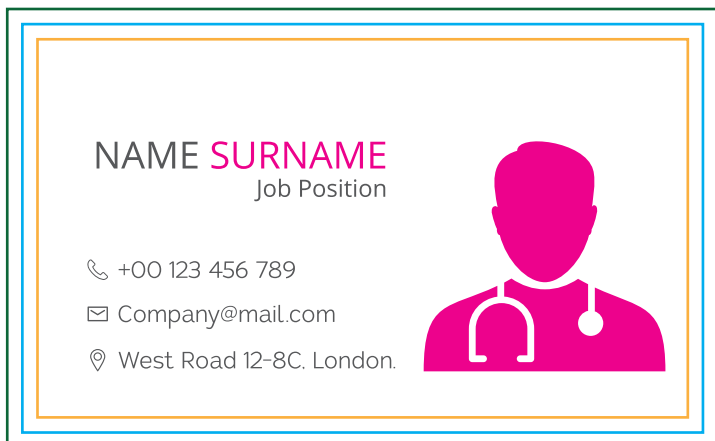 NAME SURNAME
Job Position
+00 123 456 789
Company@mail.com
West Road 12-8C, London.